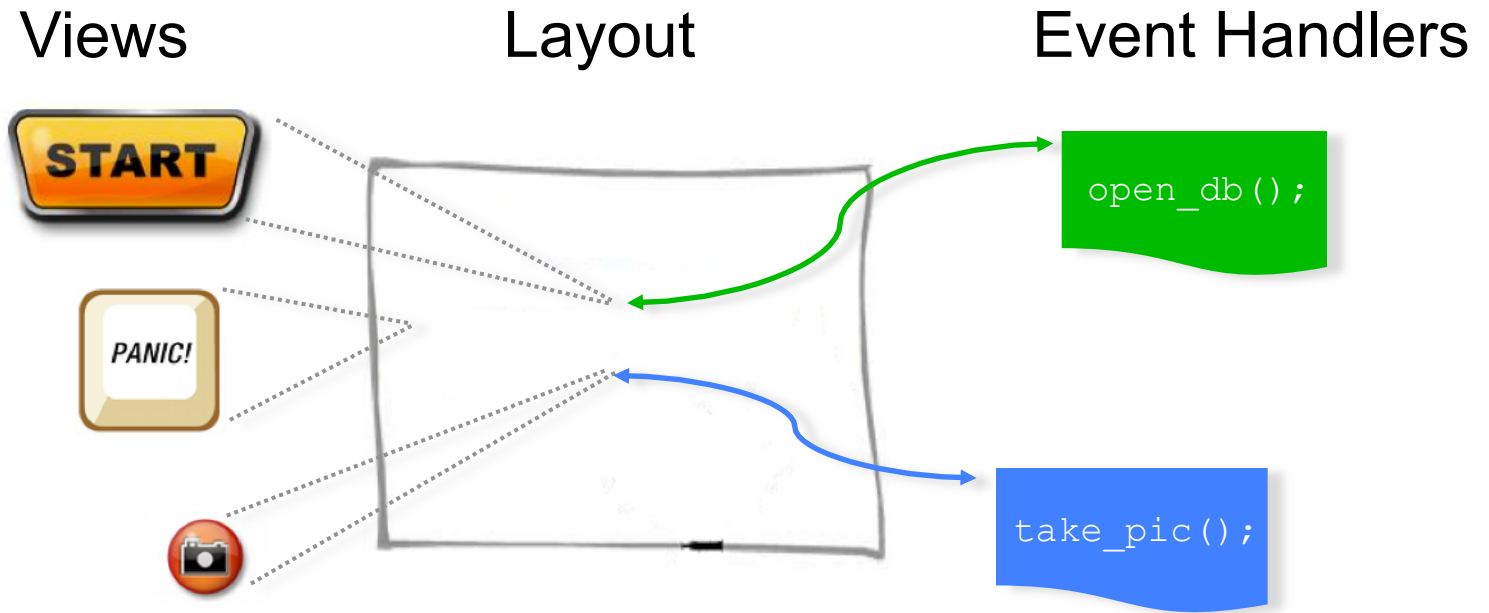 Views
Layout
Event Handlers
START
open_db();
PANIC!
take_pic();